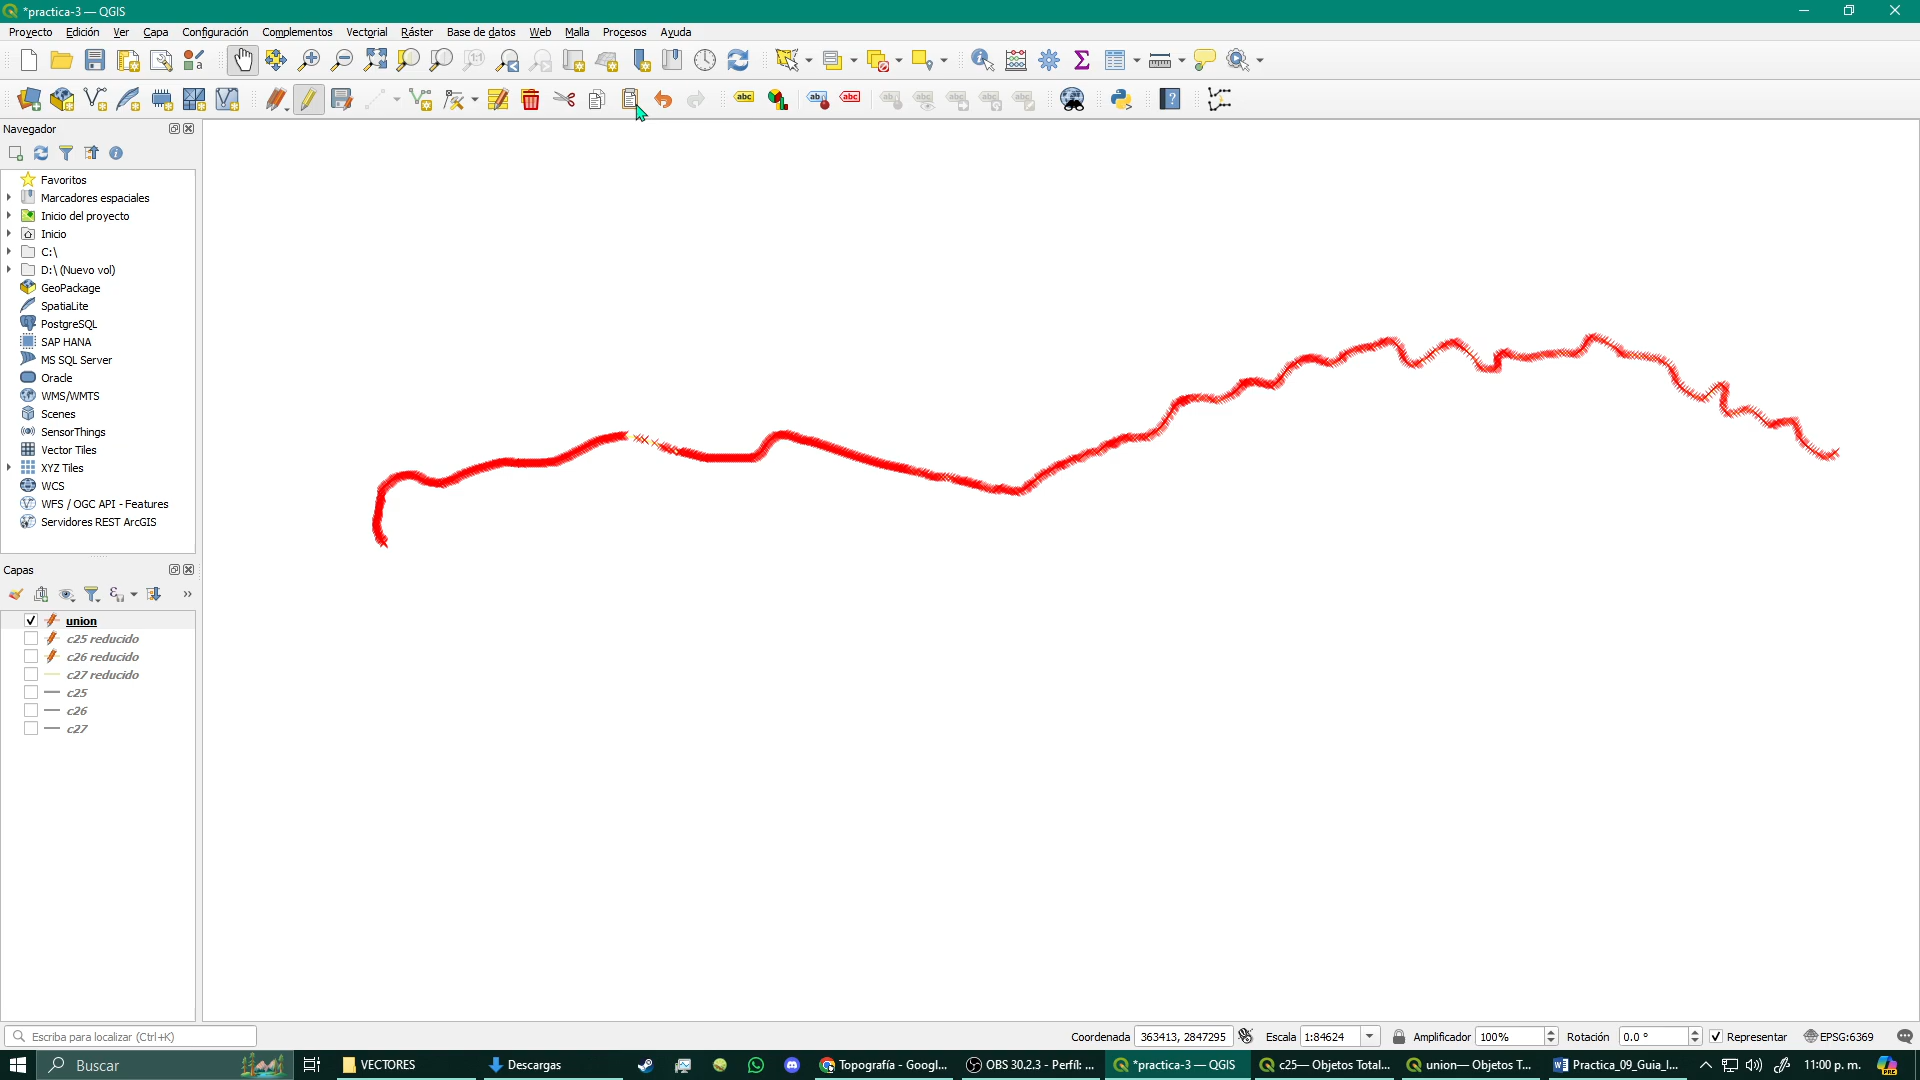 *practica-3 — QGIS
Proyecto Edición Ver Capa Configuración Complementos Vectorial Ráster Base de datos Web Malla Procesos Ayuda
Navegador
Favoritos
Marcadores espaciales
Inicio del proyecto
Inicio
C:\
D:\ (Nuevo vol)
GeoPackage
SpatiaLite
PostgreSQL
SAP HANA
MS SQL Server
Oracle
WMS/WMTS
Scenes
SensorThings
Vector Tiles
XYZ Tiles
WCS
WFS / OGC API - Features
Servidores REST ArcGIS
Capas
union
c25 reducido
c26 reducido
c27 reducido
c25
c26
c27
Escriba para localizar (Ctrl+K)
Coordenada 363413, 2847295 Escala 1:84624 Amplificador 100% Rotación 0.0 ° Representar EPSG:6369
Buscar VECTORES Descargas Topografía - Googl... OBS 30.2.3 - Perfil: ... *practica-3 — QGIS c25— Objetos Total... union— Objetos T... Practica_09_Guia_I... 11:00 p. m.